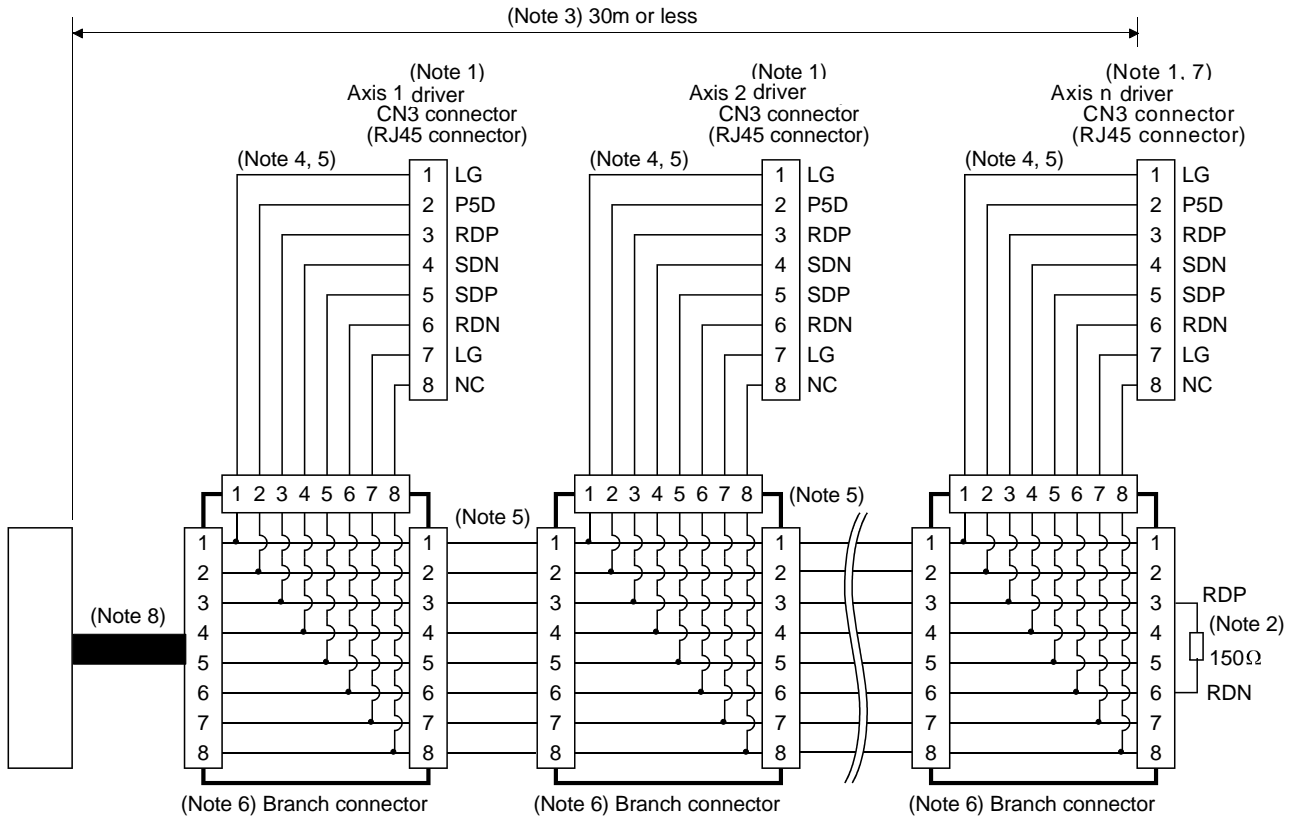 (Note 3) 30m or less
(Note 1)
Axis 1 driver
CN3 connector
(RJ45 connector)
(Note 1)
Axis 2 driver
CN3 connector
(RJ45 connector)
(Note 1, 7)
Axis n driver
CN3 connector
(RJ45 connector)
(Note 4, 5)
1 LG
2 P5D
3 RDP
4 SDN
5 SDP
6 RDN
7 LG
8 NC
(Note 4, 5)
1 LG
2 P5D
3 RDP
4 SDN
5 SDP
6 RDN
7 LG
8 NC
(Note 4, 5)
1 LG
2 P5D
3 RDP
4 SDN
5 SDP
6 RDN
7 LG
8 NC
1 2 3 4 5 6 7 8
(Note 5)
1 2 3 4 5 6 7 8
(Note 5)
1 2 3 4 5 6 7 8
(Note 8)
1 1
2 2
3 3
4 4
5 5
6 6
7 7
8 8
1 1
2 2
3 3
4 4
5 5
6 6
7 7
8 8
1 1
2 2
3 3
4 4
5 5
6 6
7 7
8 8
RDP
(Note 2)
150Ω
RDN
(Note 6) Branch connector
(Note 6) Branch connector
(Note 6) Branch connector